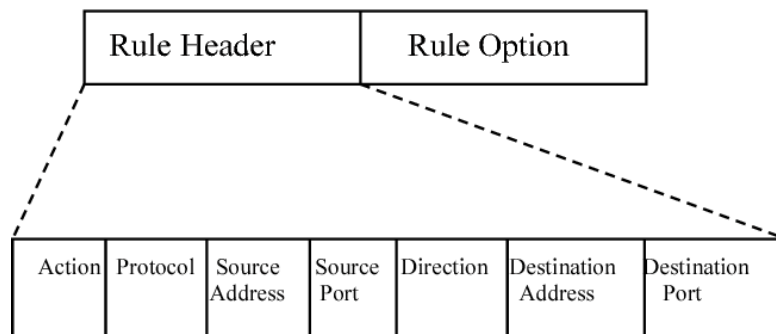 Rule Header
Rule Option
Action
Protocol
Source
Address
Source
Port
Direction
Destination
Address
Destination
Port